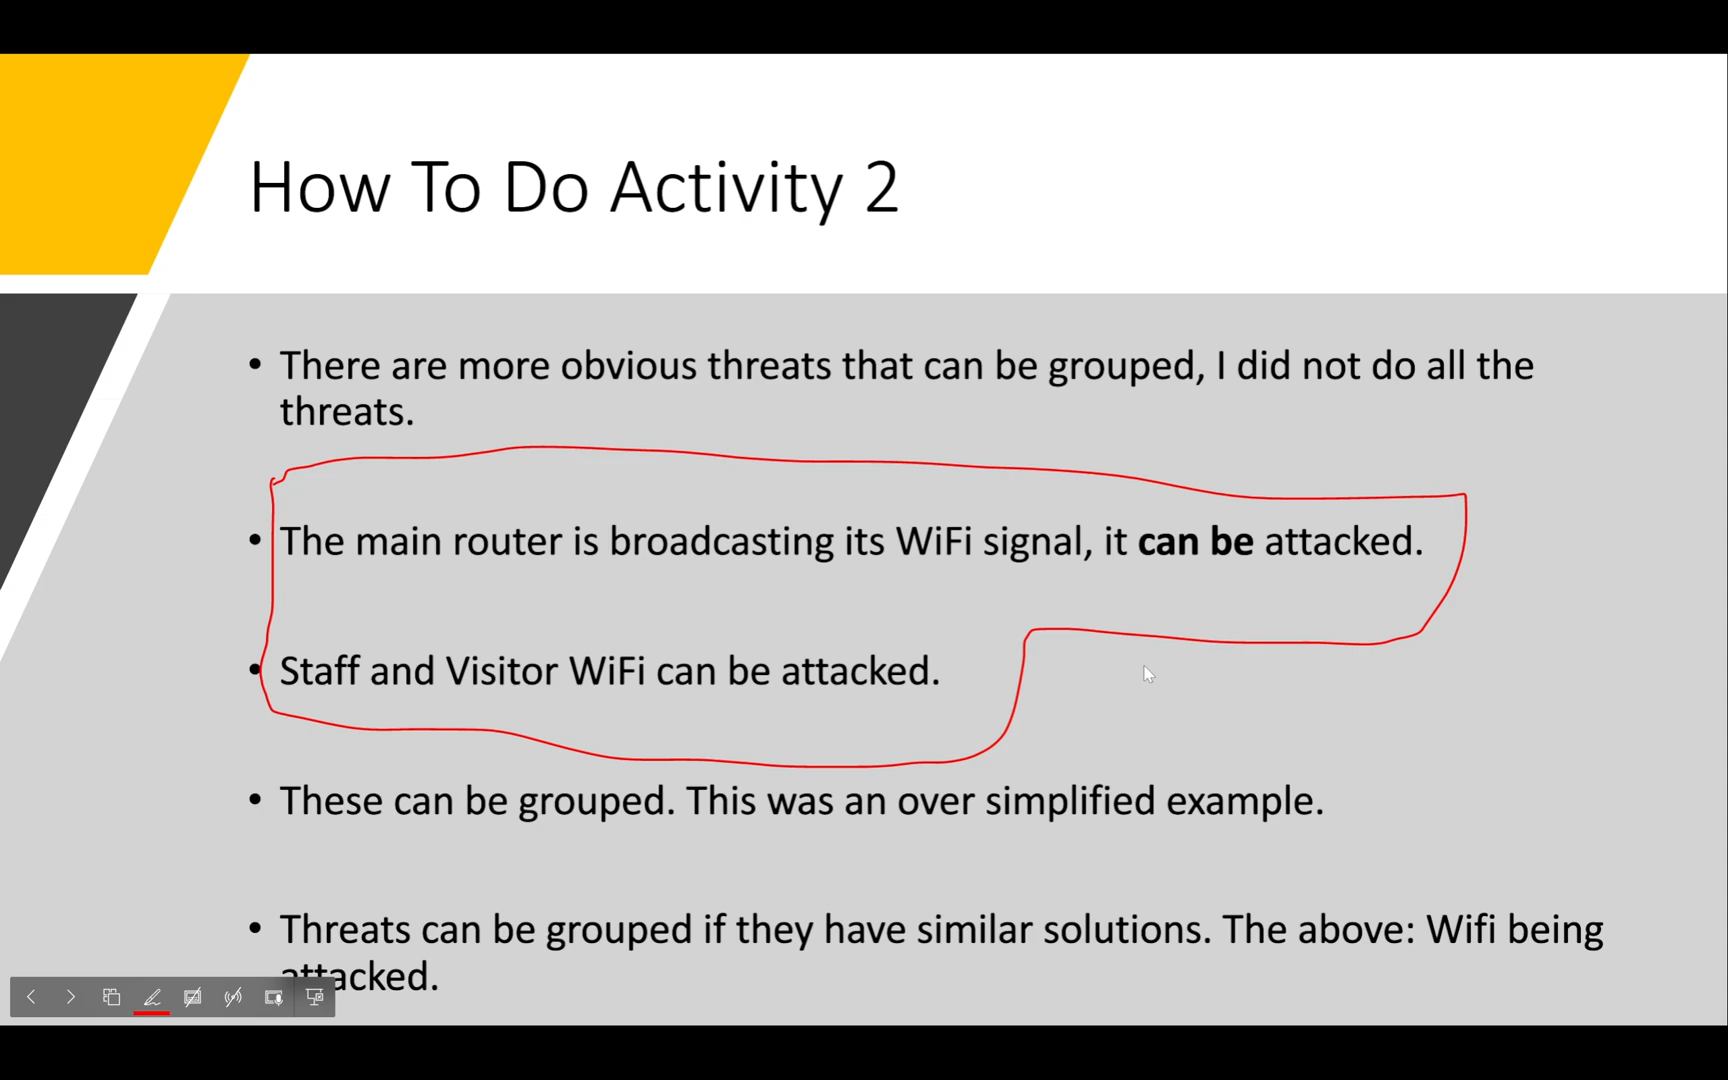 How To Do Activity 2
• There are more obvious threats that can be grouped, I did not do all the
threats.
• The main router is broadcasting its WiFi signal, it can be attacked.
• Staff and Visitor WiFi can be attacked.
• These can be grouped. This was an over simplified example.
• Threats can be grouped if they have similar solutions. The above: Wifi being
attacked.